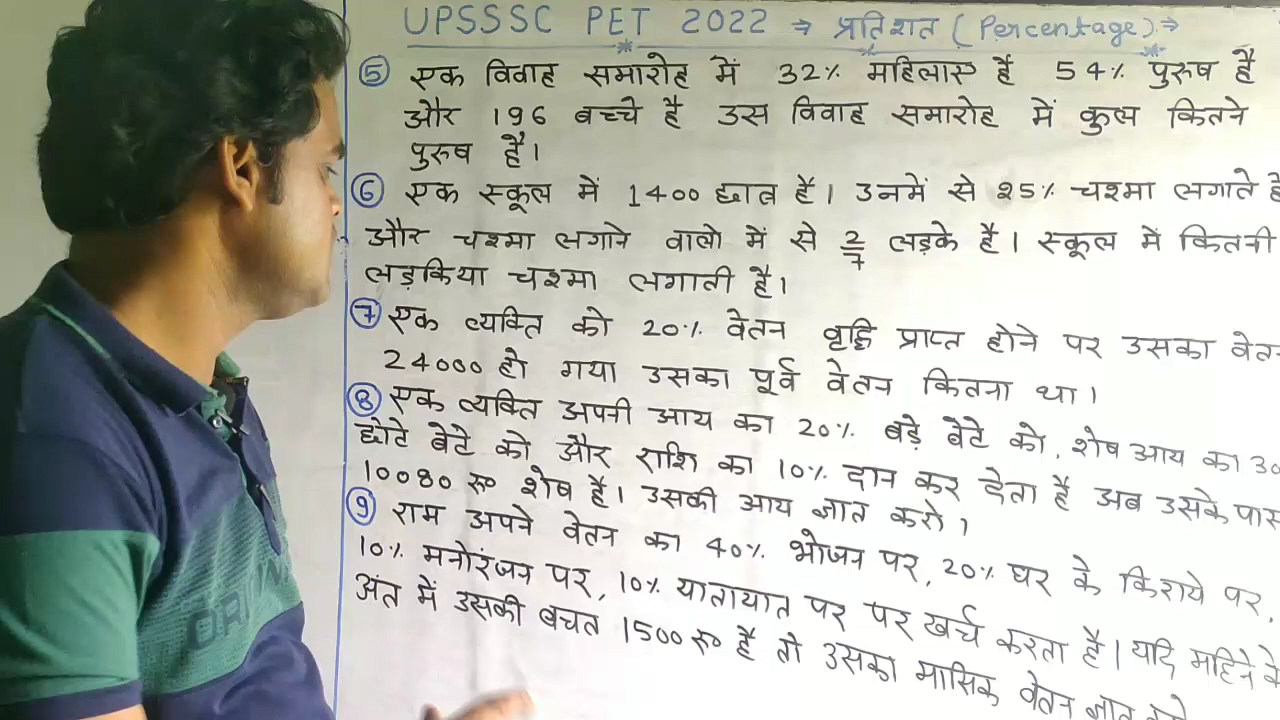 UPSSSC PET 2022 → प्रतिशत ( Percentage ) →
⑤ एक विवाह समारोह में 32% महिलाएं है 54% पुरुष है
और 196 बच्चे है उस विवाह समारोह में कुल कितने
पुरुष है।
⑥ एक स्कूल में 1400 छात्र है। उनमें से 25% चश्मा लगाते है
और चश्मा लगाने वालो में से 2/7 लड़के है। स्कूल में कितनी
लड़किया चश्मा लगाती है।
⑦ एक व्यक्ति को 20% वेतन वृद्धि प्राप्त होने पर उसका वेतन
24000 हो गया उसका पूर्व वेतन कितना था।
⑧ एक व्यक्ति अपनी आय का 20% बड़े बेटे को, शेष आय का 30
छोटे बेटे को और राशि का 10% दान कर देता है अब उसके पास
10080 रू० शेष है। उसकी आय ज्ञात करो।
⑨ राम अपने वेतन का 40% भोजन पर, 20% घर के किराये पर,
10% मनोरंजन पर, 10% यातायात पर पर खर्च करता है। यदि महिने के
अंत में उसकी बचत 1500 रू० है तो उसका मासिक वेतन ज्ञात